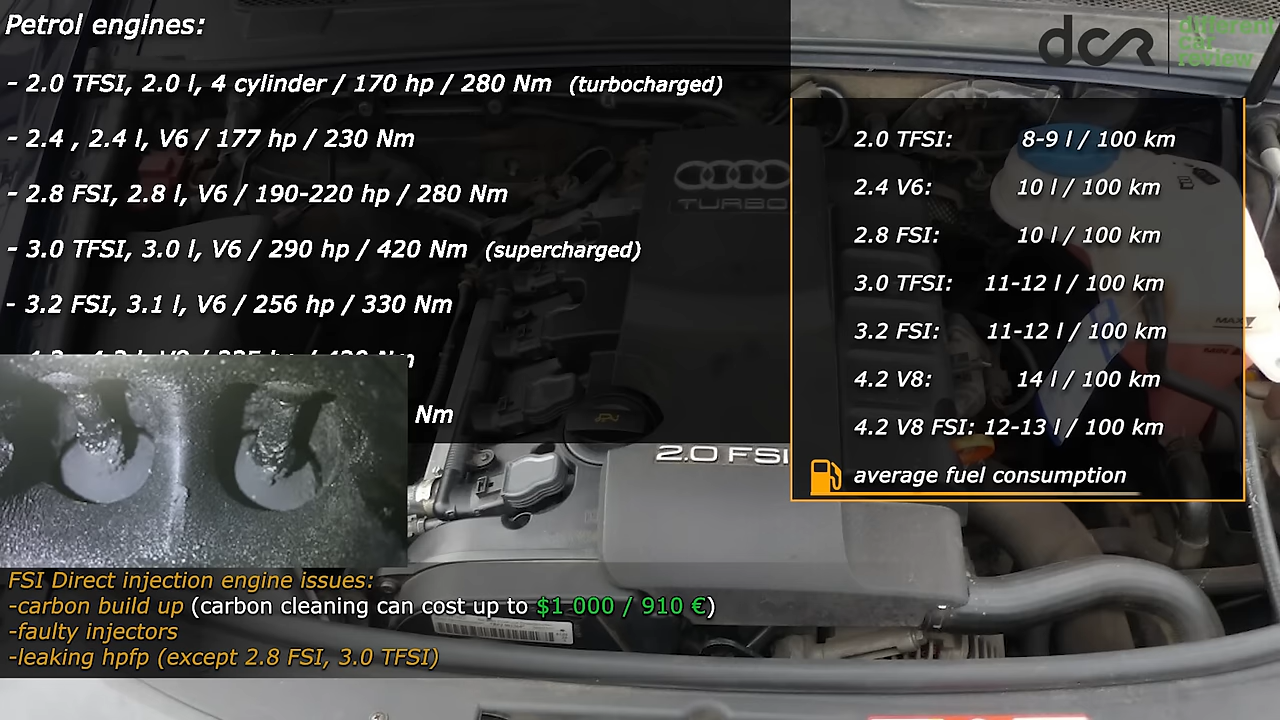 Petrol engines:
- 2.0 TFSI, 2.0 l, 4 cylinder / 170 hp / 280 Nm (turbocharged)
- 2.4 , 2.4 l, V6 / 177 hp / 230 Nm
- 2.8 FSI, 2.8 l, V6 / 190-220 hp / 280 Nm
- 3.0 TFSI, 3.0 l, V6 / 290 hp / 420 Nm (supercharged)
- 3.2 FSI, 3.1 l, V6 / 256 hp / 330 Nm
Nm
dcr different car review
2.0 TFSI: 8-9 l / 100 km
2.4 V6: 10 l / 100 km
2.8 FSI: 10 l / 100 km
3.0 TFSI: 11-12 l / 100 km
3.2 FSI: 11-12 l / 100 km
4.2 V8: 14 l / 100 km
4.2 V8 FSI: 12-13 l / 100 km
average fuel consumption
TURBO
MAX
2.0 FSI
FSI Direct injection engine issues:
-carbon build up (carbon cleaning can cost up to $1 000 / 910 €)
-faulty injectors
-leaking hpfp (except 2.8 FSI, 3.0 TFSI)